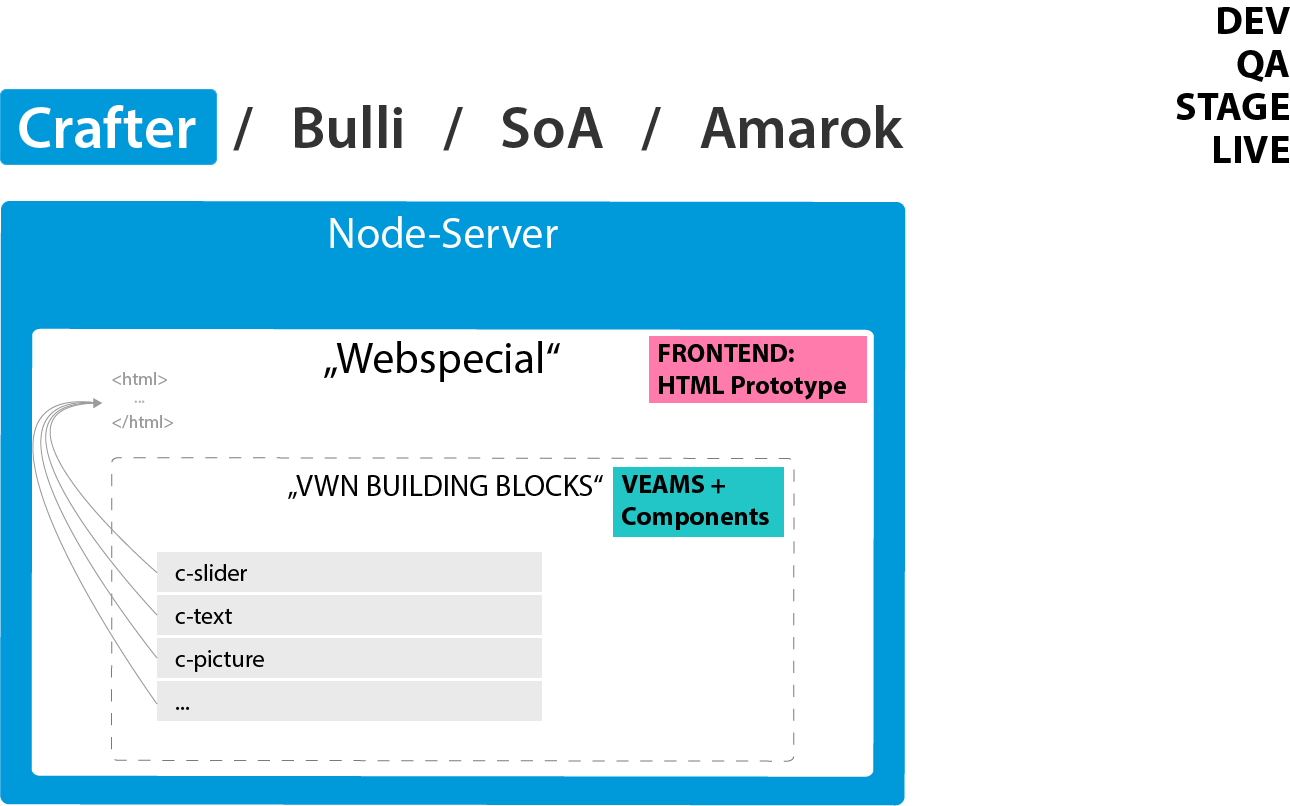 DEV
QA
STAGE
LIVE
Crafter / Bulli / SoA / Amarok
Node-Server
„Webspecial“
FRONTEND:
HTML Prototype
<html>
...
</html>
„VWN BUILDING BLOCKS“
VEAMS +
Components
c-slider
c-text
c-picture
...